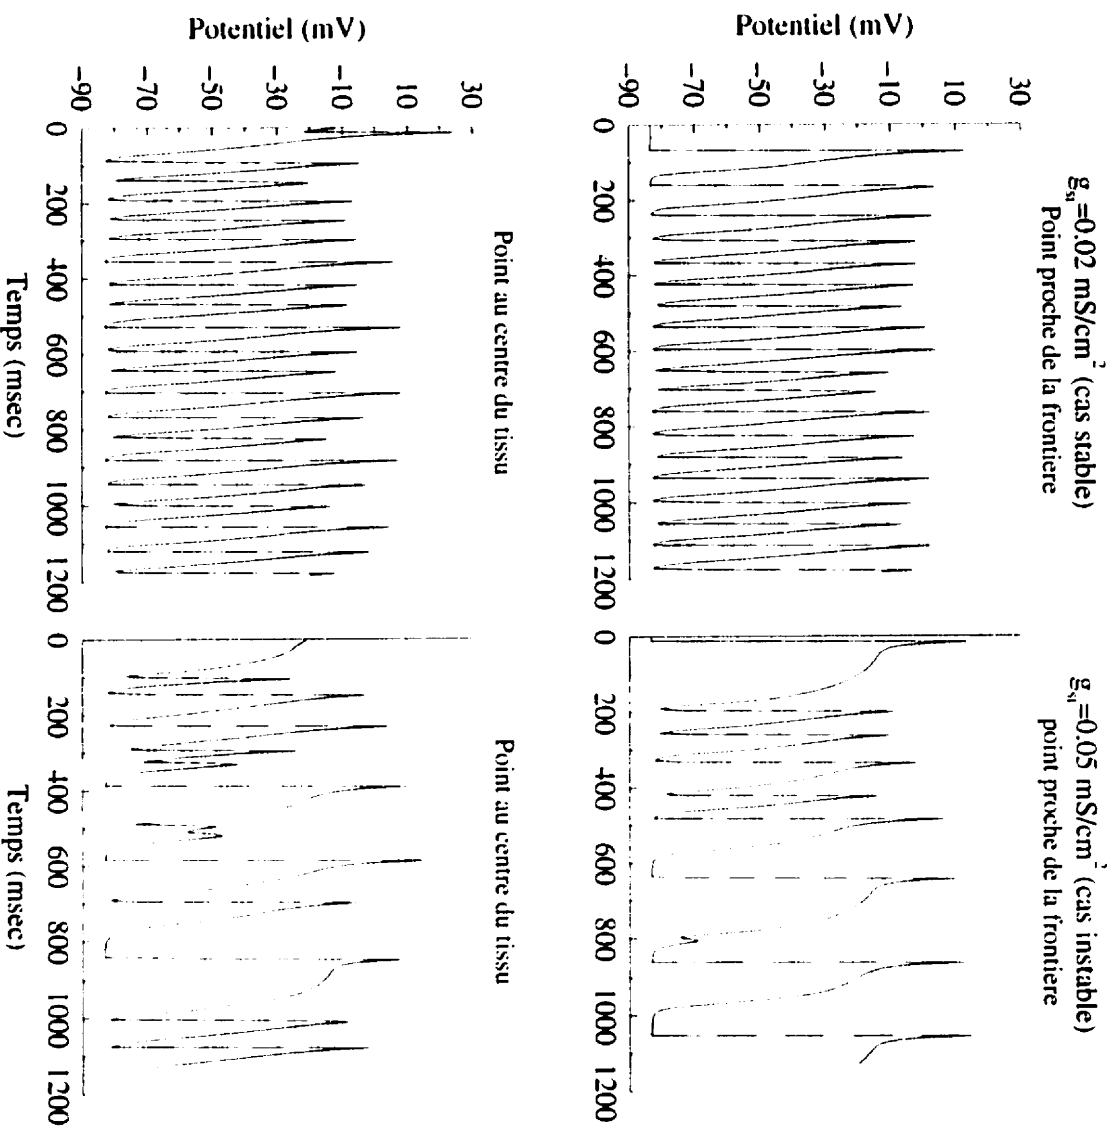 g_si=0.02 mS/cm² (cas stable)
Point proche de la frontiere
g_si=0.05 mS/cm² (cas instable)
point proche de la frontiere
Potentiel (mV)
30
10
-10
-30
-50
-70
-90
0 200 400 600 800 1000 1200
0 200 400 600 800 1000 1200
Point au centre du tissu
Point au centre du tissu
Potentiel (mV)
30
10
-10
-30
-50
-70
-90
0 200 400 600 800 1000 1200
0 200 400 600 800 1000 1200
Temps (msec)
Temps (msec)